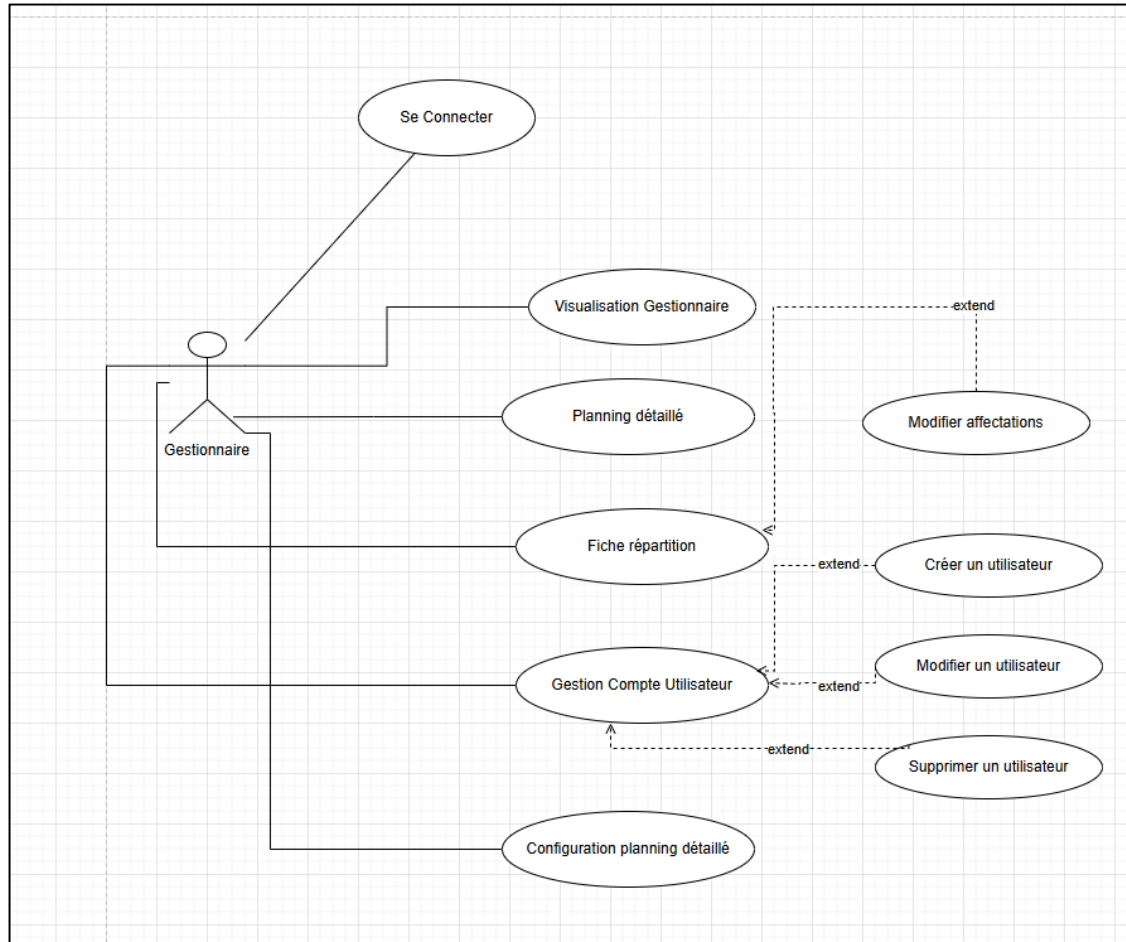 Se Connecter
Visualisation Gestionnaire
extend
Planning détaillé
Modifier affectations
Gestionnaire
Fiche répartition
extend
Créer un utilisateur
Modifier un utilisateur
Gestion Compte Utilisateur
extend
extend
Supprimer un utilisateur
Configuration planning détaillé